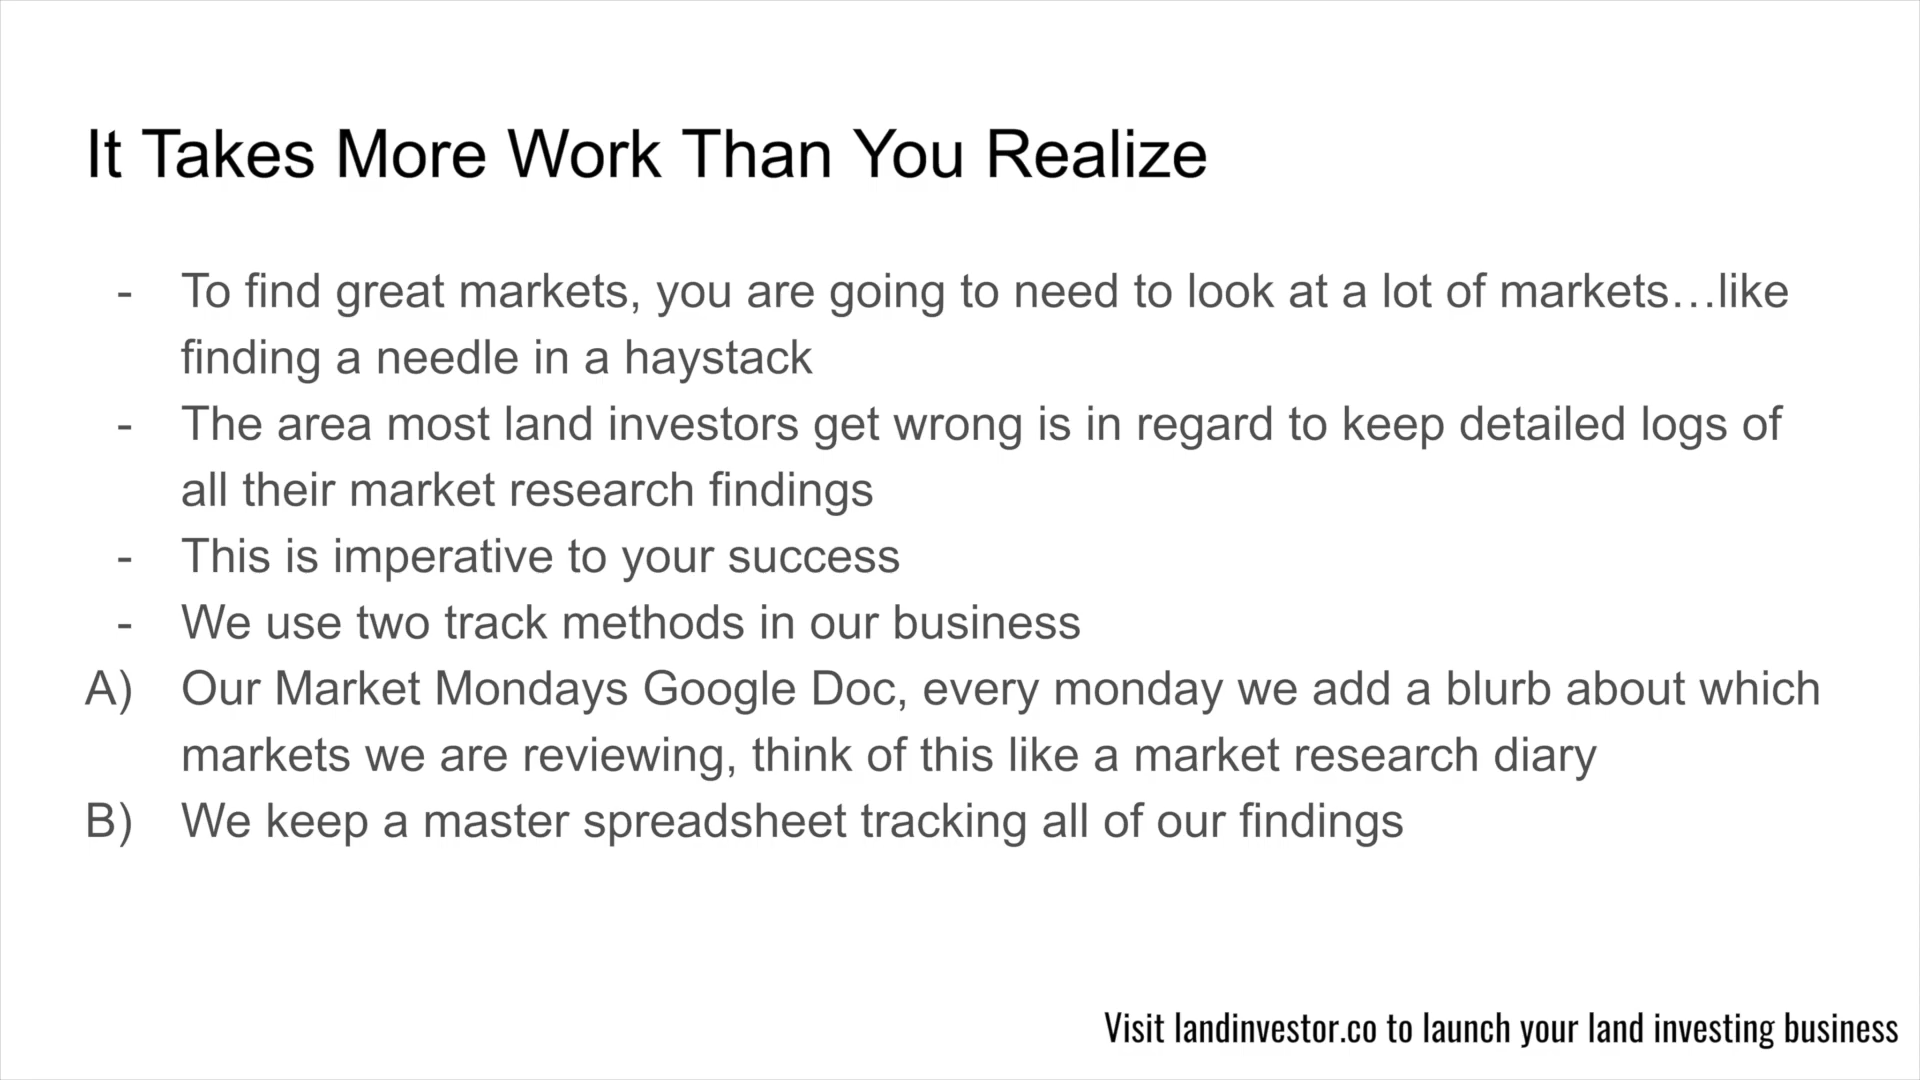 It Takes More Work Than You Realize
- To find great markets, you are going to need to look at a lot of markets…like
finding a needle in a haystack
- The area most land investors get wrong is in regard to keep detailed logs of
all their market research findings
- This is imperative to your success
- We use two track methods in our business
A) Our Market Mondays Google Doc, every monday we add a blurb about which
markets we are reviewing, think of this like a market research diary
B) We keep a master spreadsheet tracking all of our findings
Visit landinvestor.co to launch your land investing business